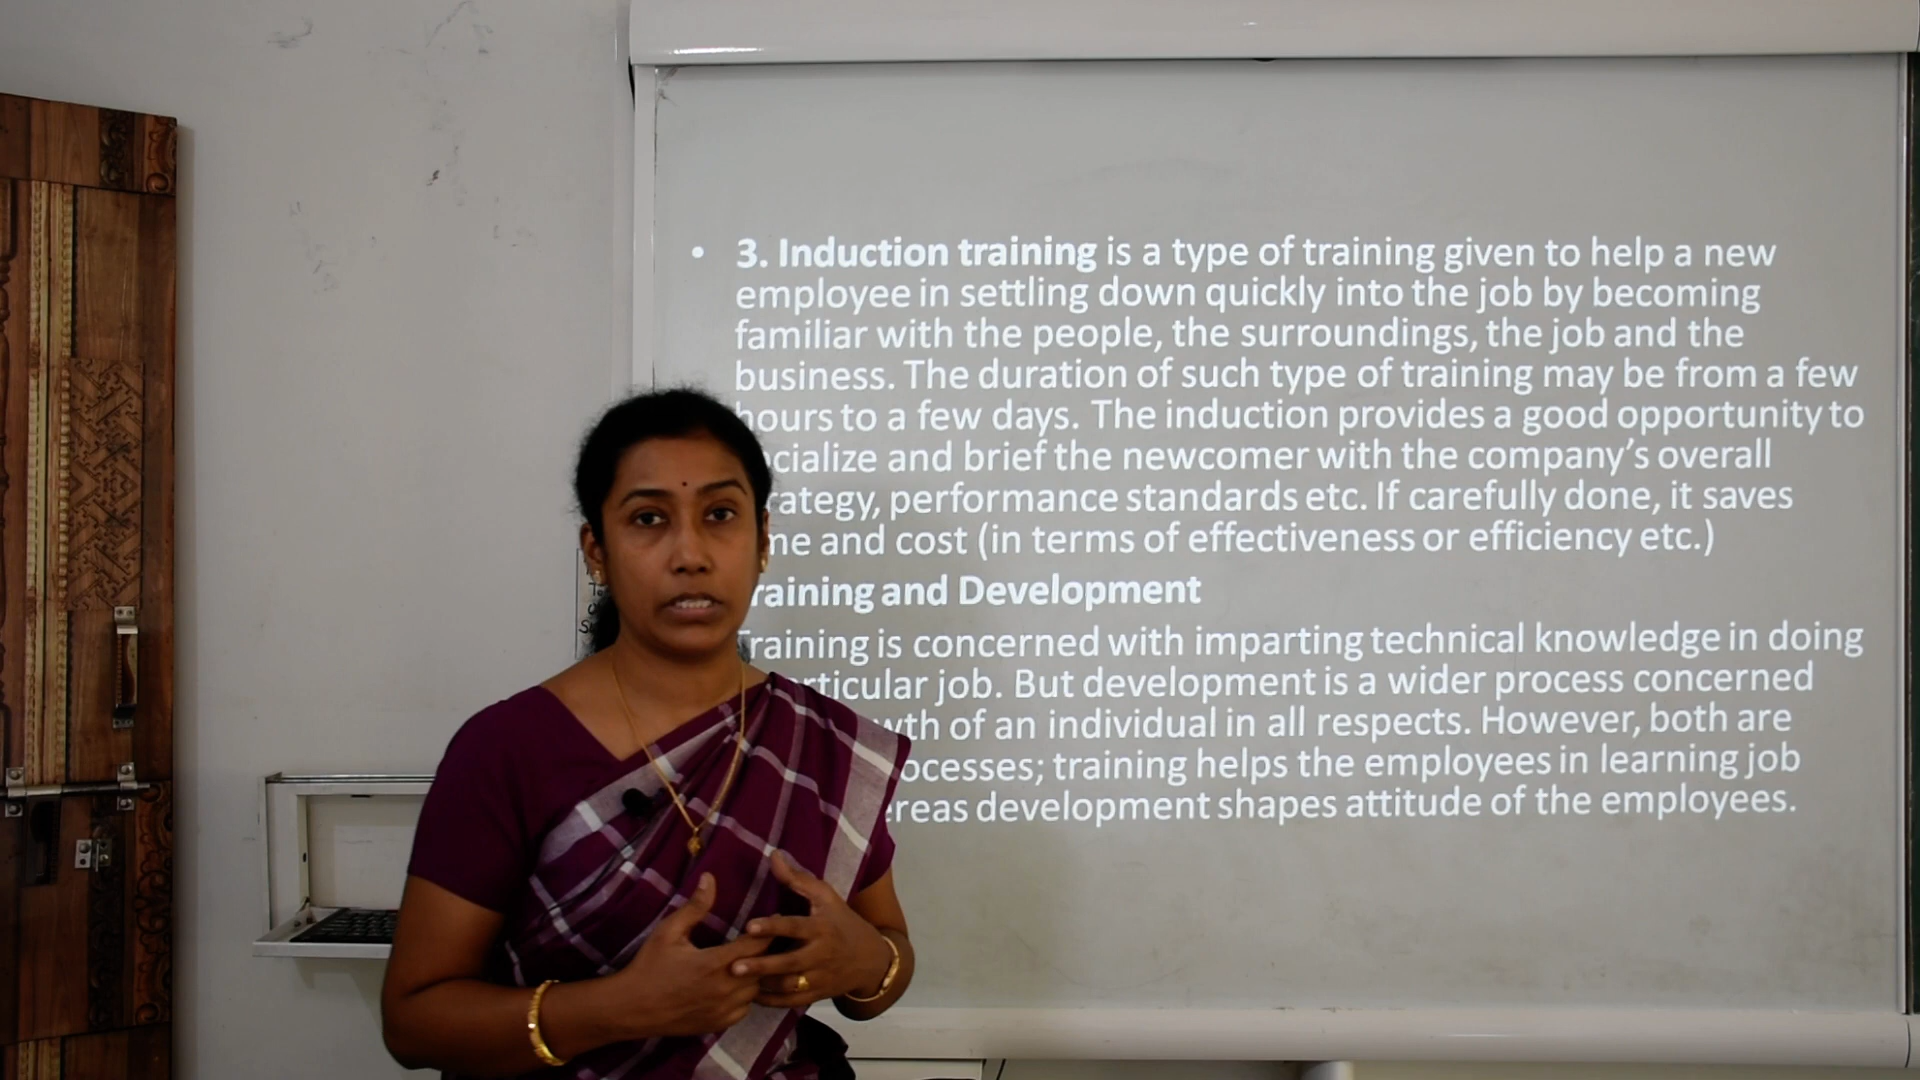 • 3. Induction training is a type of training given to help a new
employee in settling down quickly into the job by becoming
familiar with the people, the surroundings, the job and the
business. The duration of such type of training may be from a few
hours to a few days. The induction provides a good opportunity to
cialize and brief the newcomer with the company's overall
rategy, performance standards etc. If carefully done, it saves
me and cost (in terms of effectiveness or efficiency etc.)
raining and Development
Training is concerned with imparting technical knowledge in doing
rticular job. But development is a wider process concerned
wth of an individual in all respects. However, both are
ocesses; training helps the employees in learning job
ereas development shapes attitude of the employees.